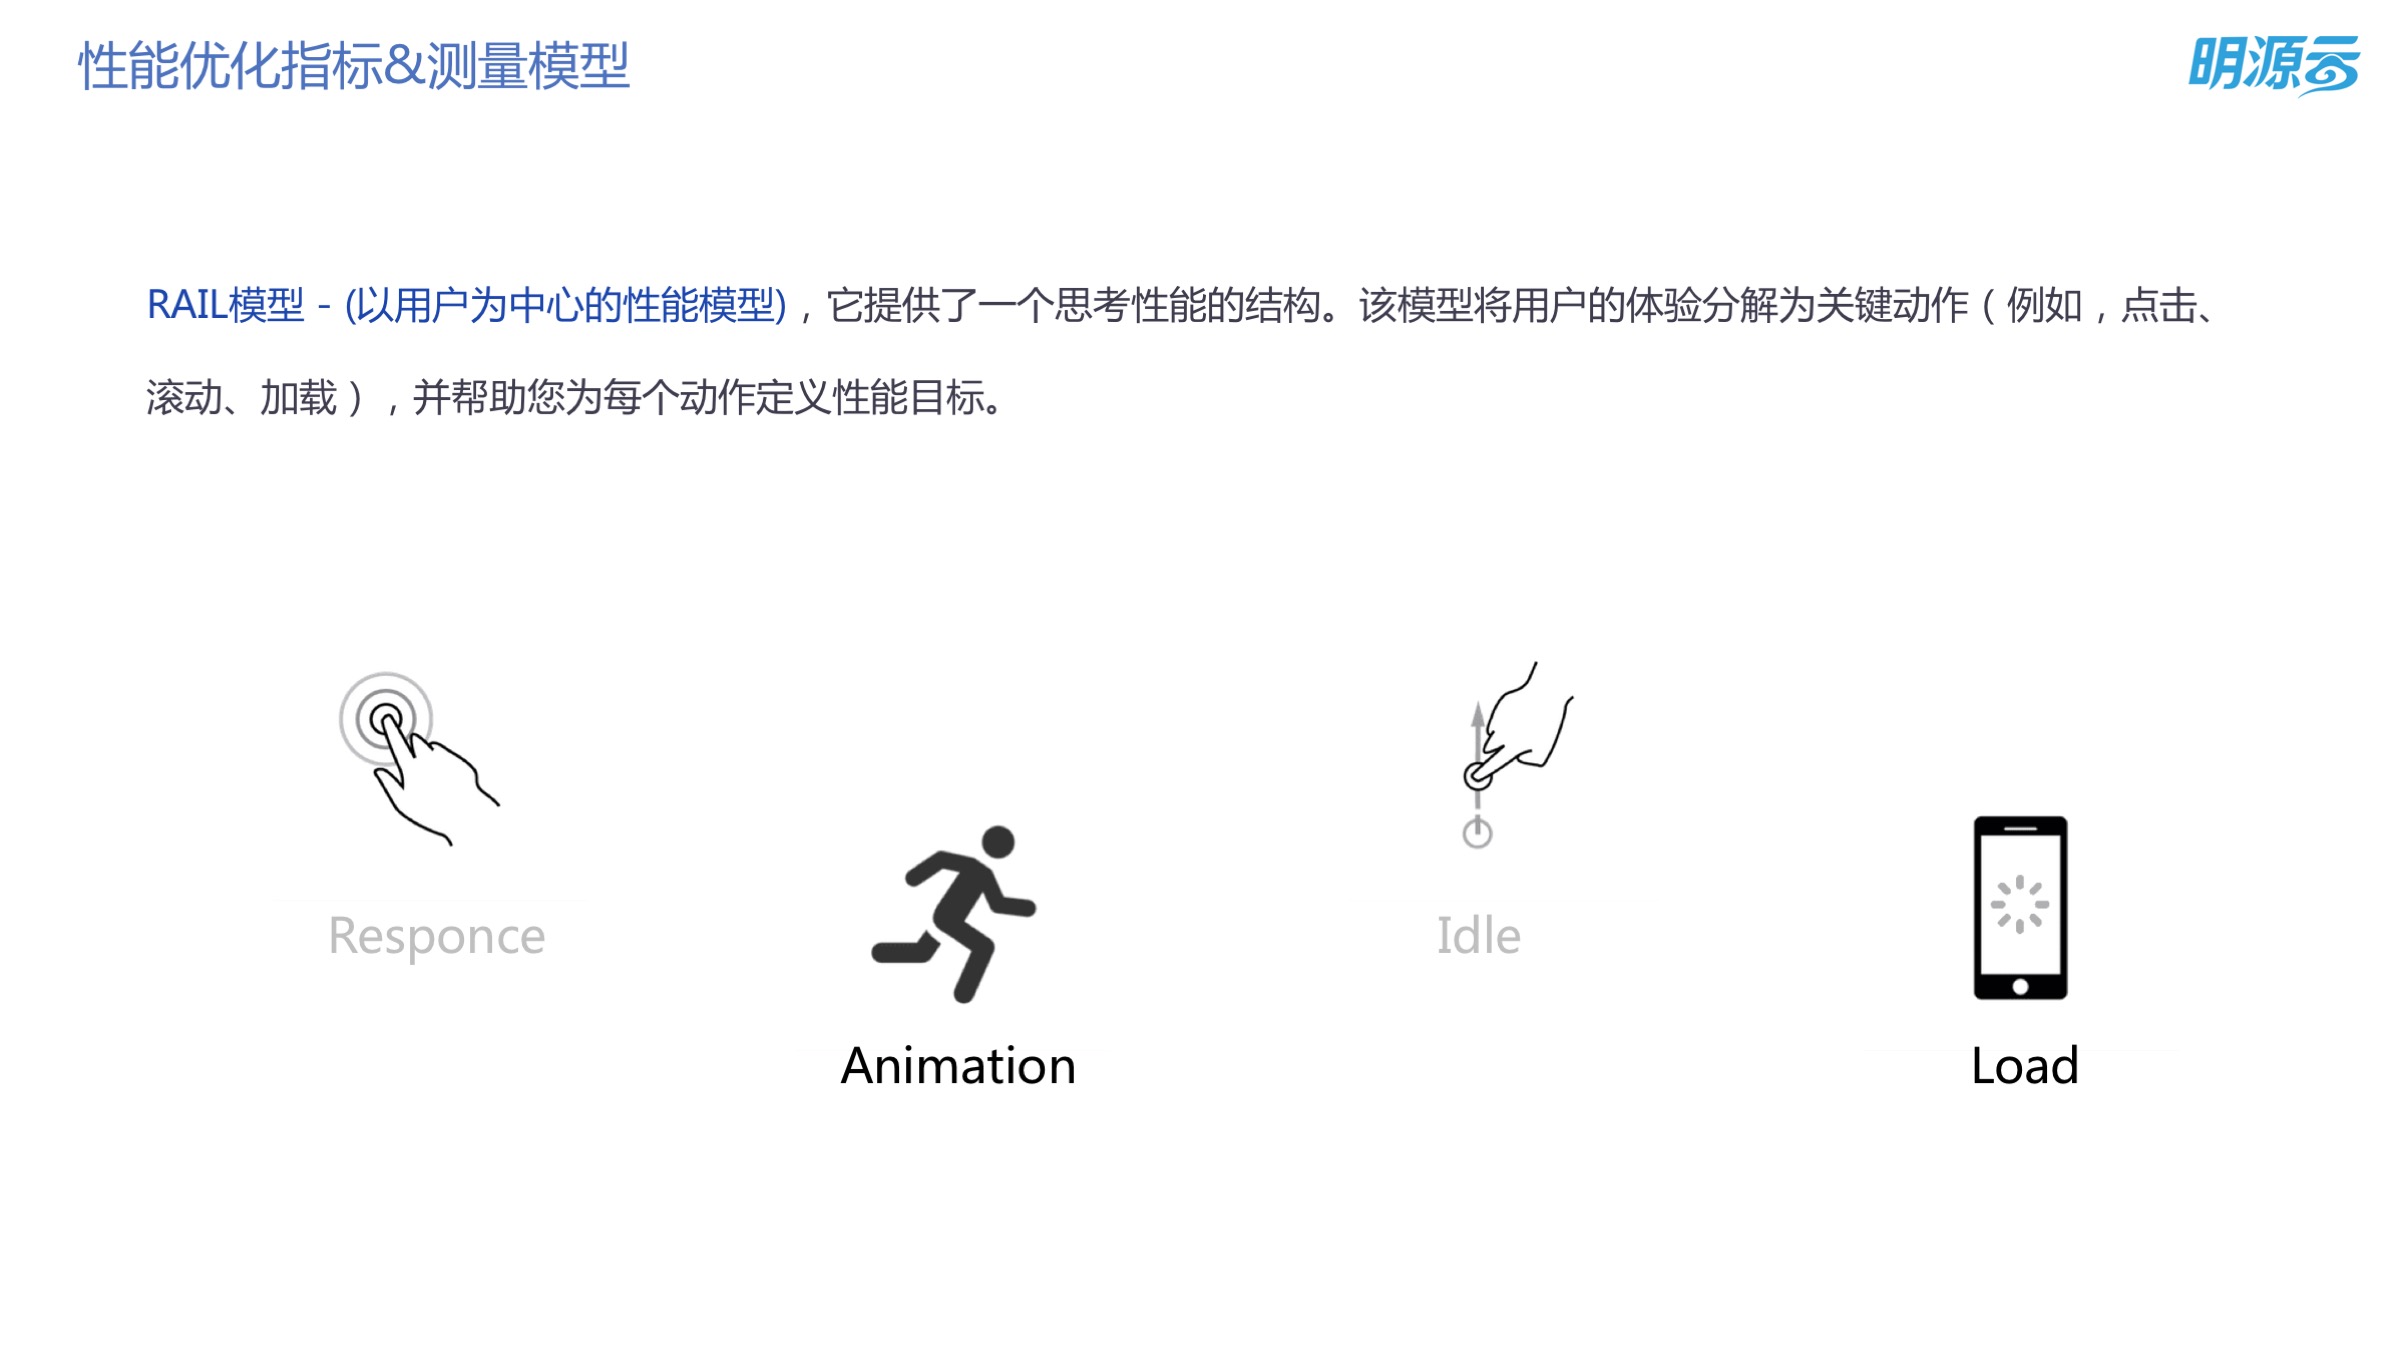 性能优化指标&测量模型
明源云
RAIL模型 - (以用户为中心的性能模型)，它提供了一个思考性能的结构。该模型将用户的体验分解为关键动作（例如，点击、
滚动、加载），并帮助您为每个动作定义性能目标。
Responce
Idle
Animation
Load